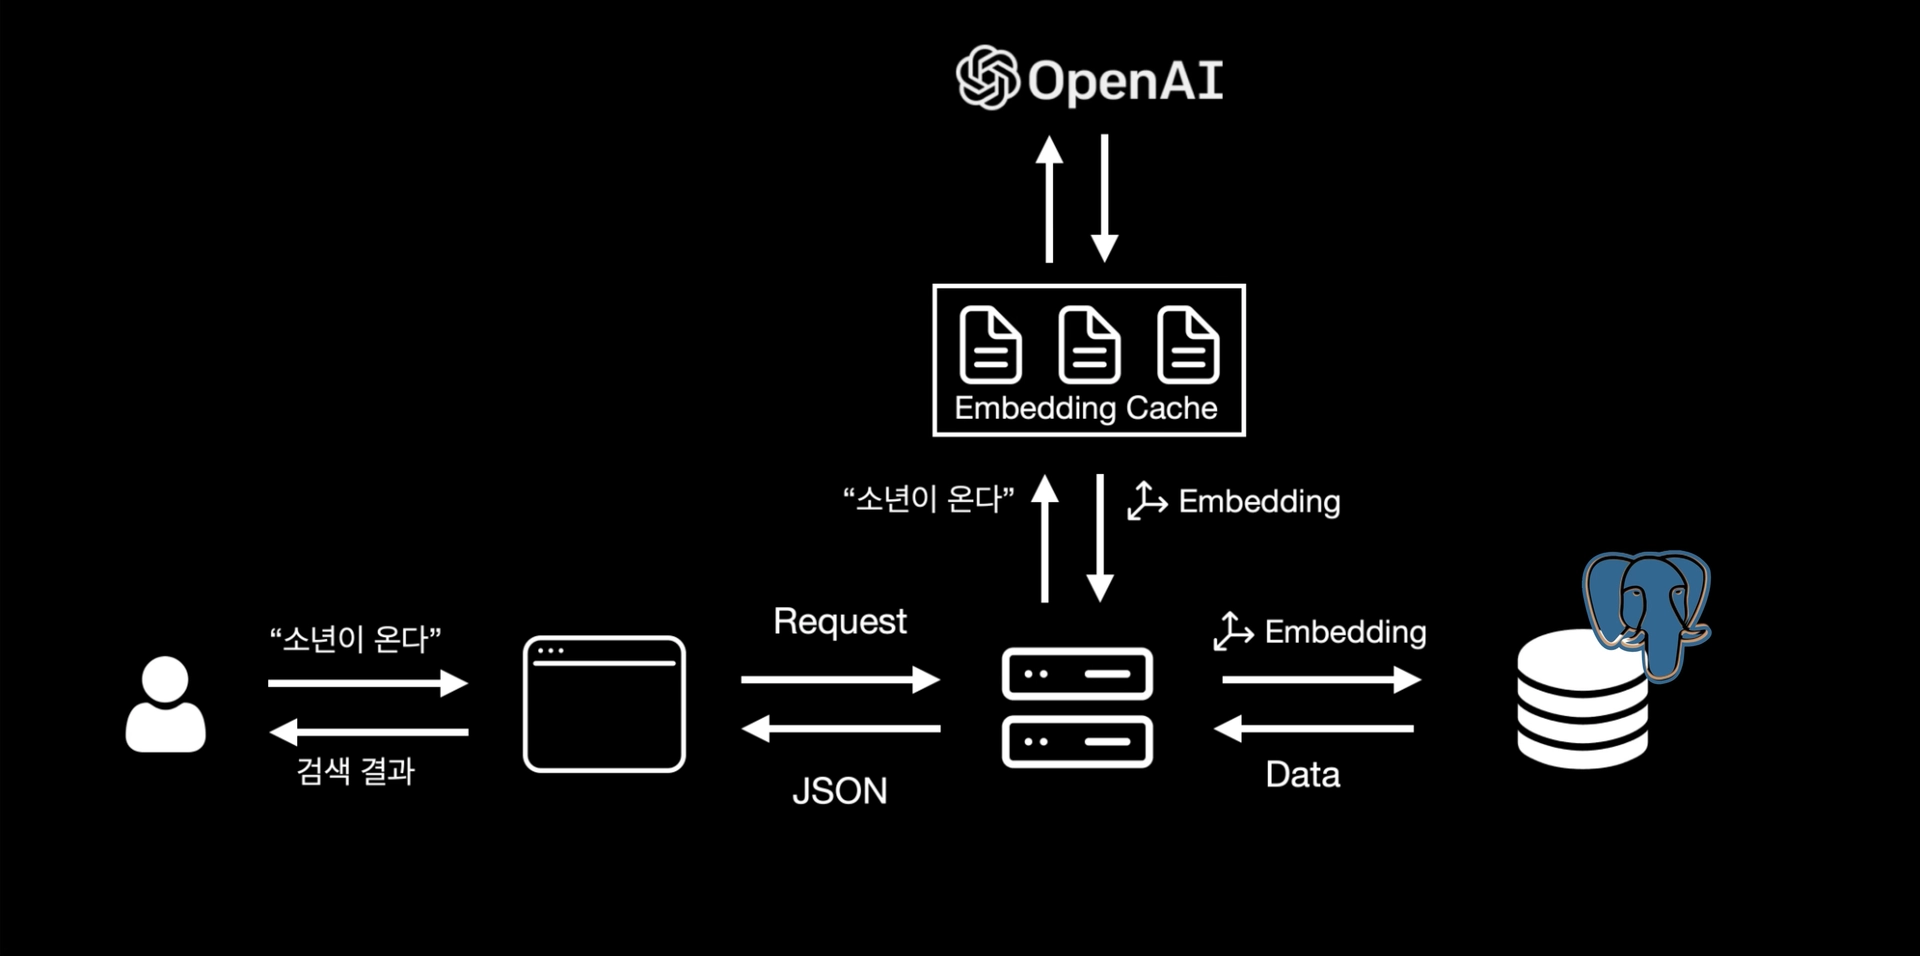 OpenAI
Embedding Cache
“소년이 온다”
Embedding
“소년이 온다”
Request
Embedding
검색 결과
JSON
Data